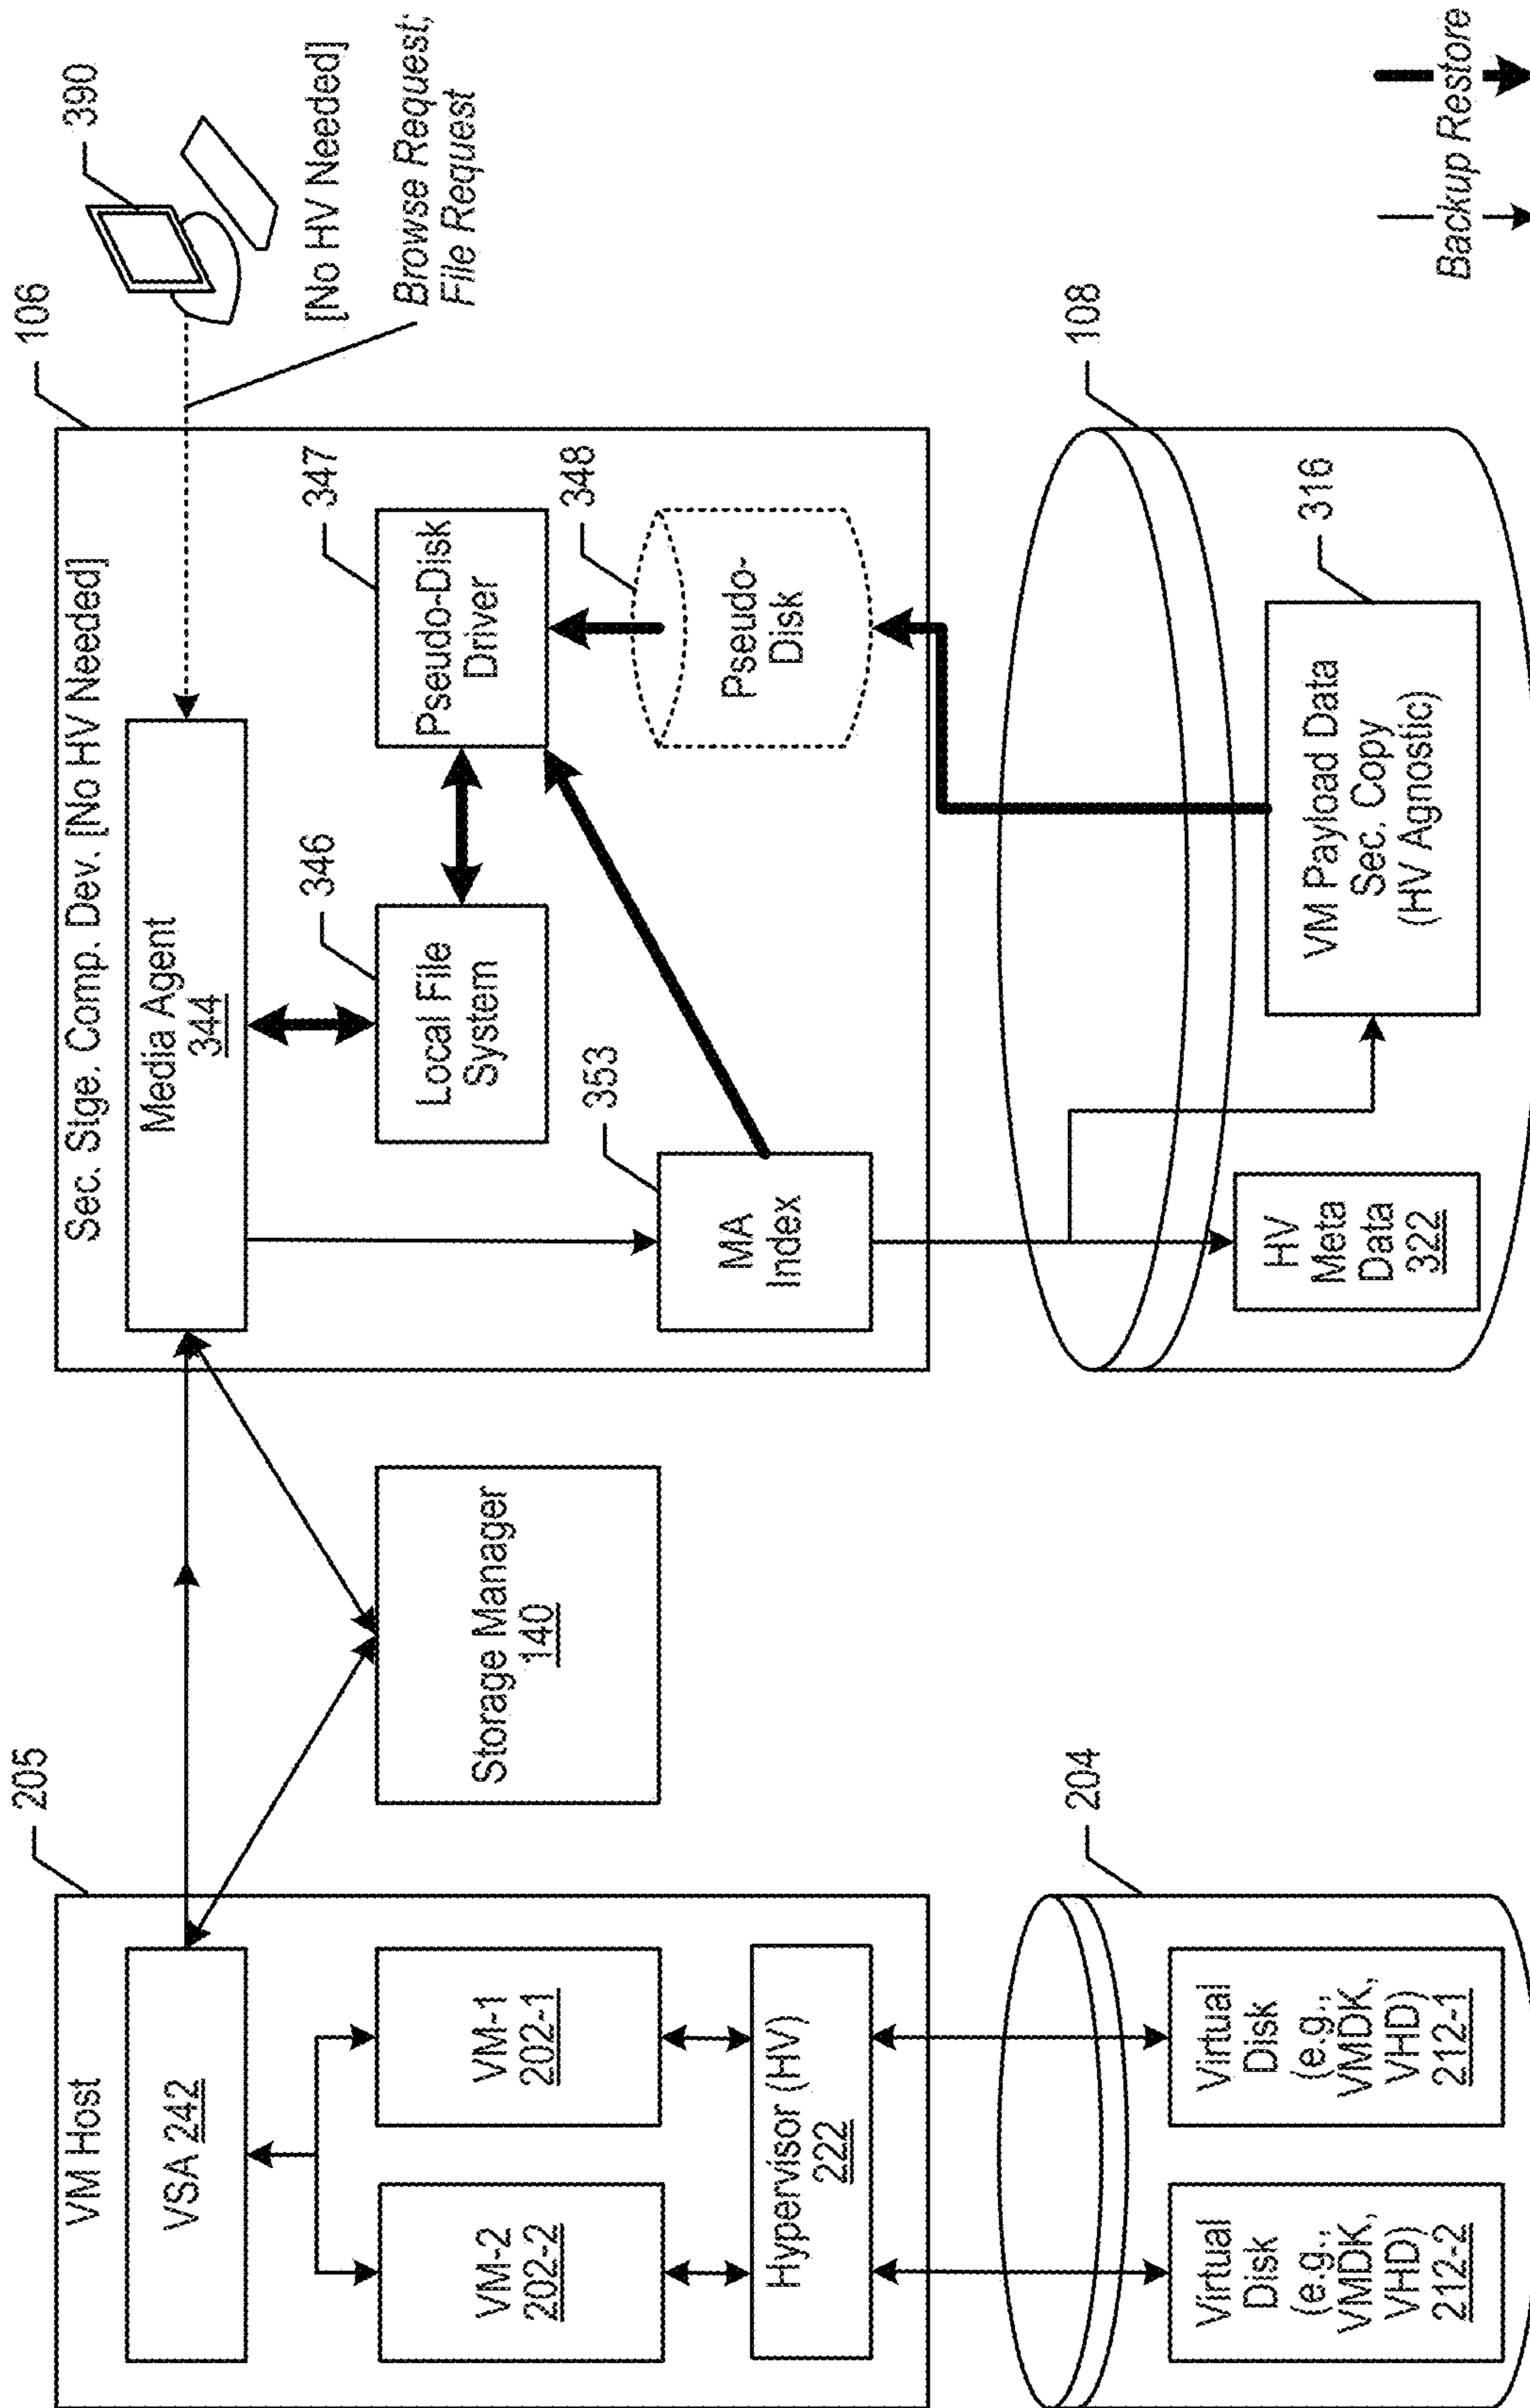 205
VM Host
VSA 242
VM-2
202-2
VM-1
202-1
Hypervisor (HV)
222
204
Virtual
Disk
(e.g.,
VMDK,
VHD)
212-2
Virtual
Disk
(e.g.,
VMDK,
VHD)
212-1
Storage Manager
140
106
Sec. Stge. Comp. Dev. [No HV Needed]
Media Agent
344
346
Local File
System
347
Pseudo-Disk
Driver
353
MA
Index
348
Pseudo-
Disk
108
HV
Meta
Data
322
316
VM Payload Data
Sec. Copy
(HV Agnostic)
390
[No HV Needed]
Browse Request;
File Request
Backup
Restore